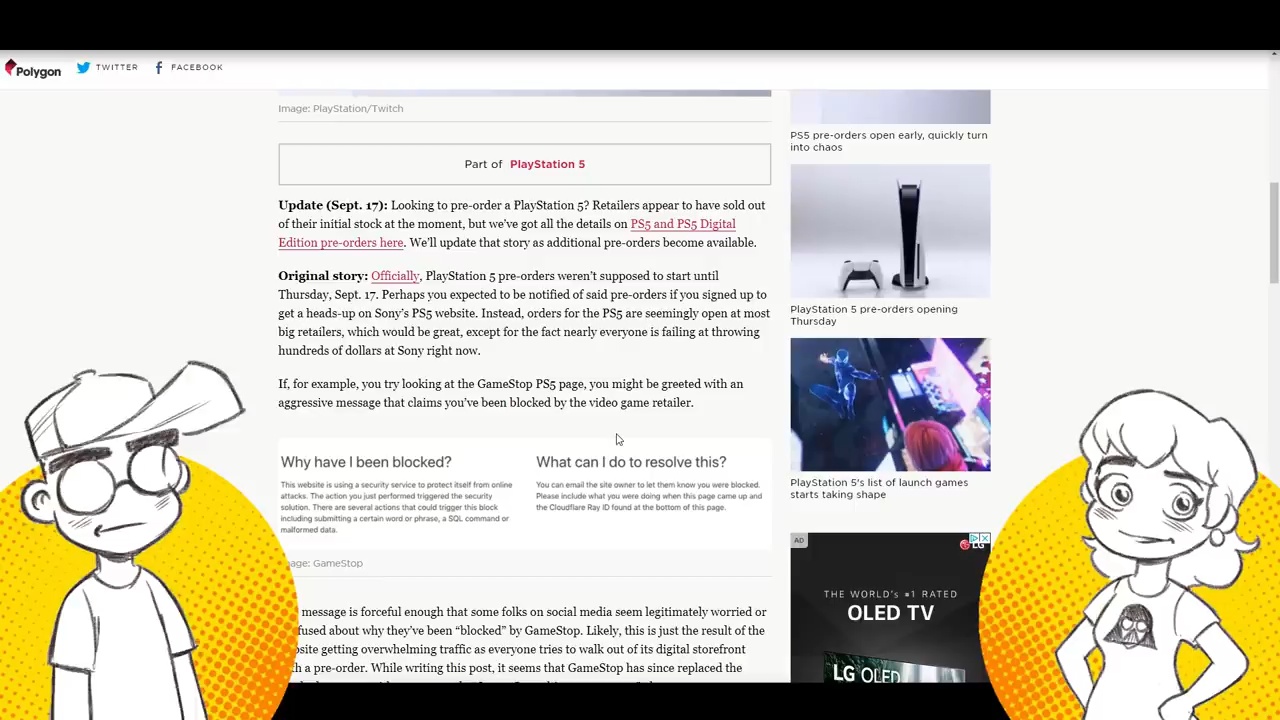 Polygon TWITTER FACEBOOK
Image: PlayStation/Twitch
Part of PlayStation 5
Update (Sept. 17): Looking to pre-order a PlayStation 5? Retailers appear to have sold out
of their initial stock at the moment, but we’ve got all the details on PS5 and PS5 Digital
Edition pre-orders here. We’ll update that story as additional pre-orders become available.
Original story: Officially, PlayStation 5 pre-orders weren’t supposed to start until
Thursday, Sept. 17. Perhaps you expected to be notified of said pre-orders if you signed up to
get a heads-up on Sony’s PS5 website. Instead, orders for the PS5 are seemingly open at most
big retailers, which would be great, except for the fact nearly everyone is failing at throwing
hundreds of dollars at Sony right now.
If, for example, you try looking at the GameStop PS5 page, you might be greeted with an
aggressive message that claims you’ve been blocked by the video game retailer.
Why have I been blocked?
This website is using a security service to protect itself from online
attacks. The action you just performed triggered the security
solution. There are several actions that could trigger this block
including submitting a certain word or phrase, a SQL command or
malformed data.
What can I do to resolve this?
You can email the site owner to let them know you were blocked.
Please include what you were doing when this page came up and
the Cloudflare Ray ID found at the bottom of this page.
mage: GameStop
message is forceful enough that some folks on social media seem legitimately worried or
fused about why they’ve been “blocked” by GameStop. Likely, this is just the result of the
bsite getting overwhelming traffic as everyone tries to walk out of its digital storefront
h a pre-order. While writing this post, it seems that GameStop has since replaced the
PS5 pre-orders open early, quickly turn
into chaos
PlayStation 5 pre-orders opening
Thursday
PlayStation 5’s list of launch games
starts taking shape
AD
LG
THE WORLD’s #1 RATED
OLED TV
LG OLED